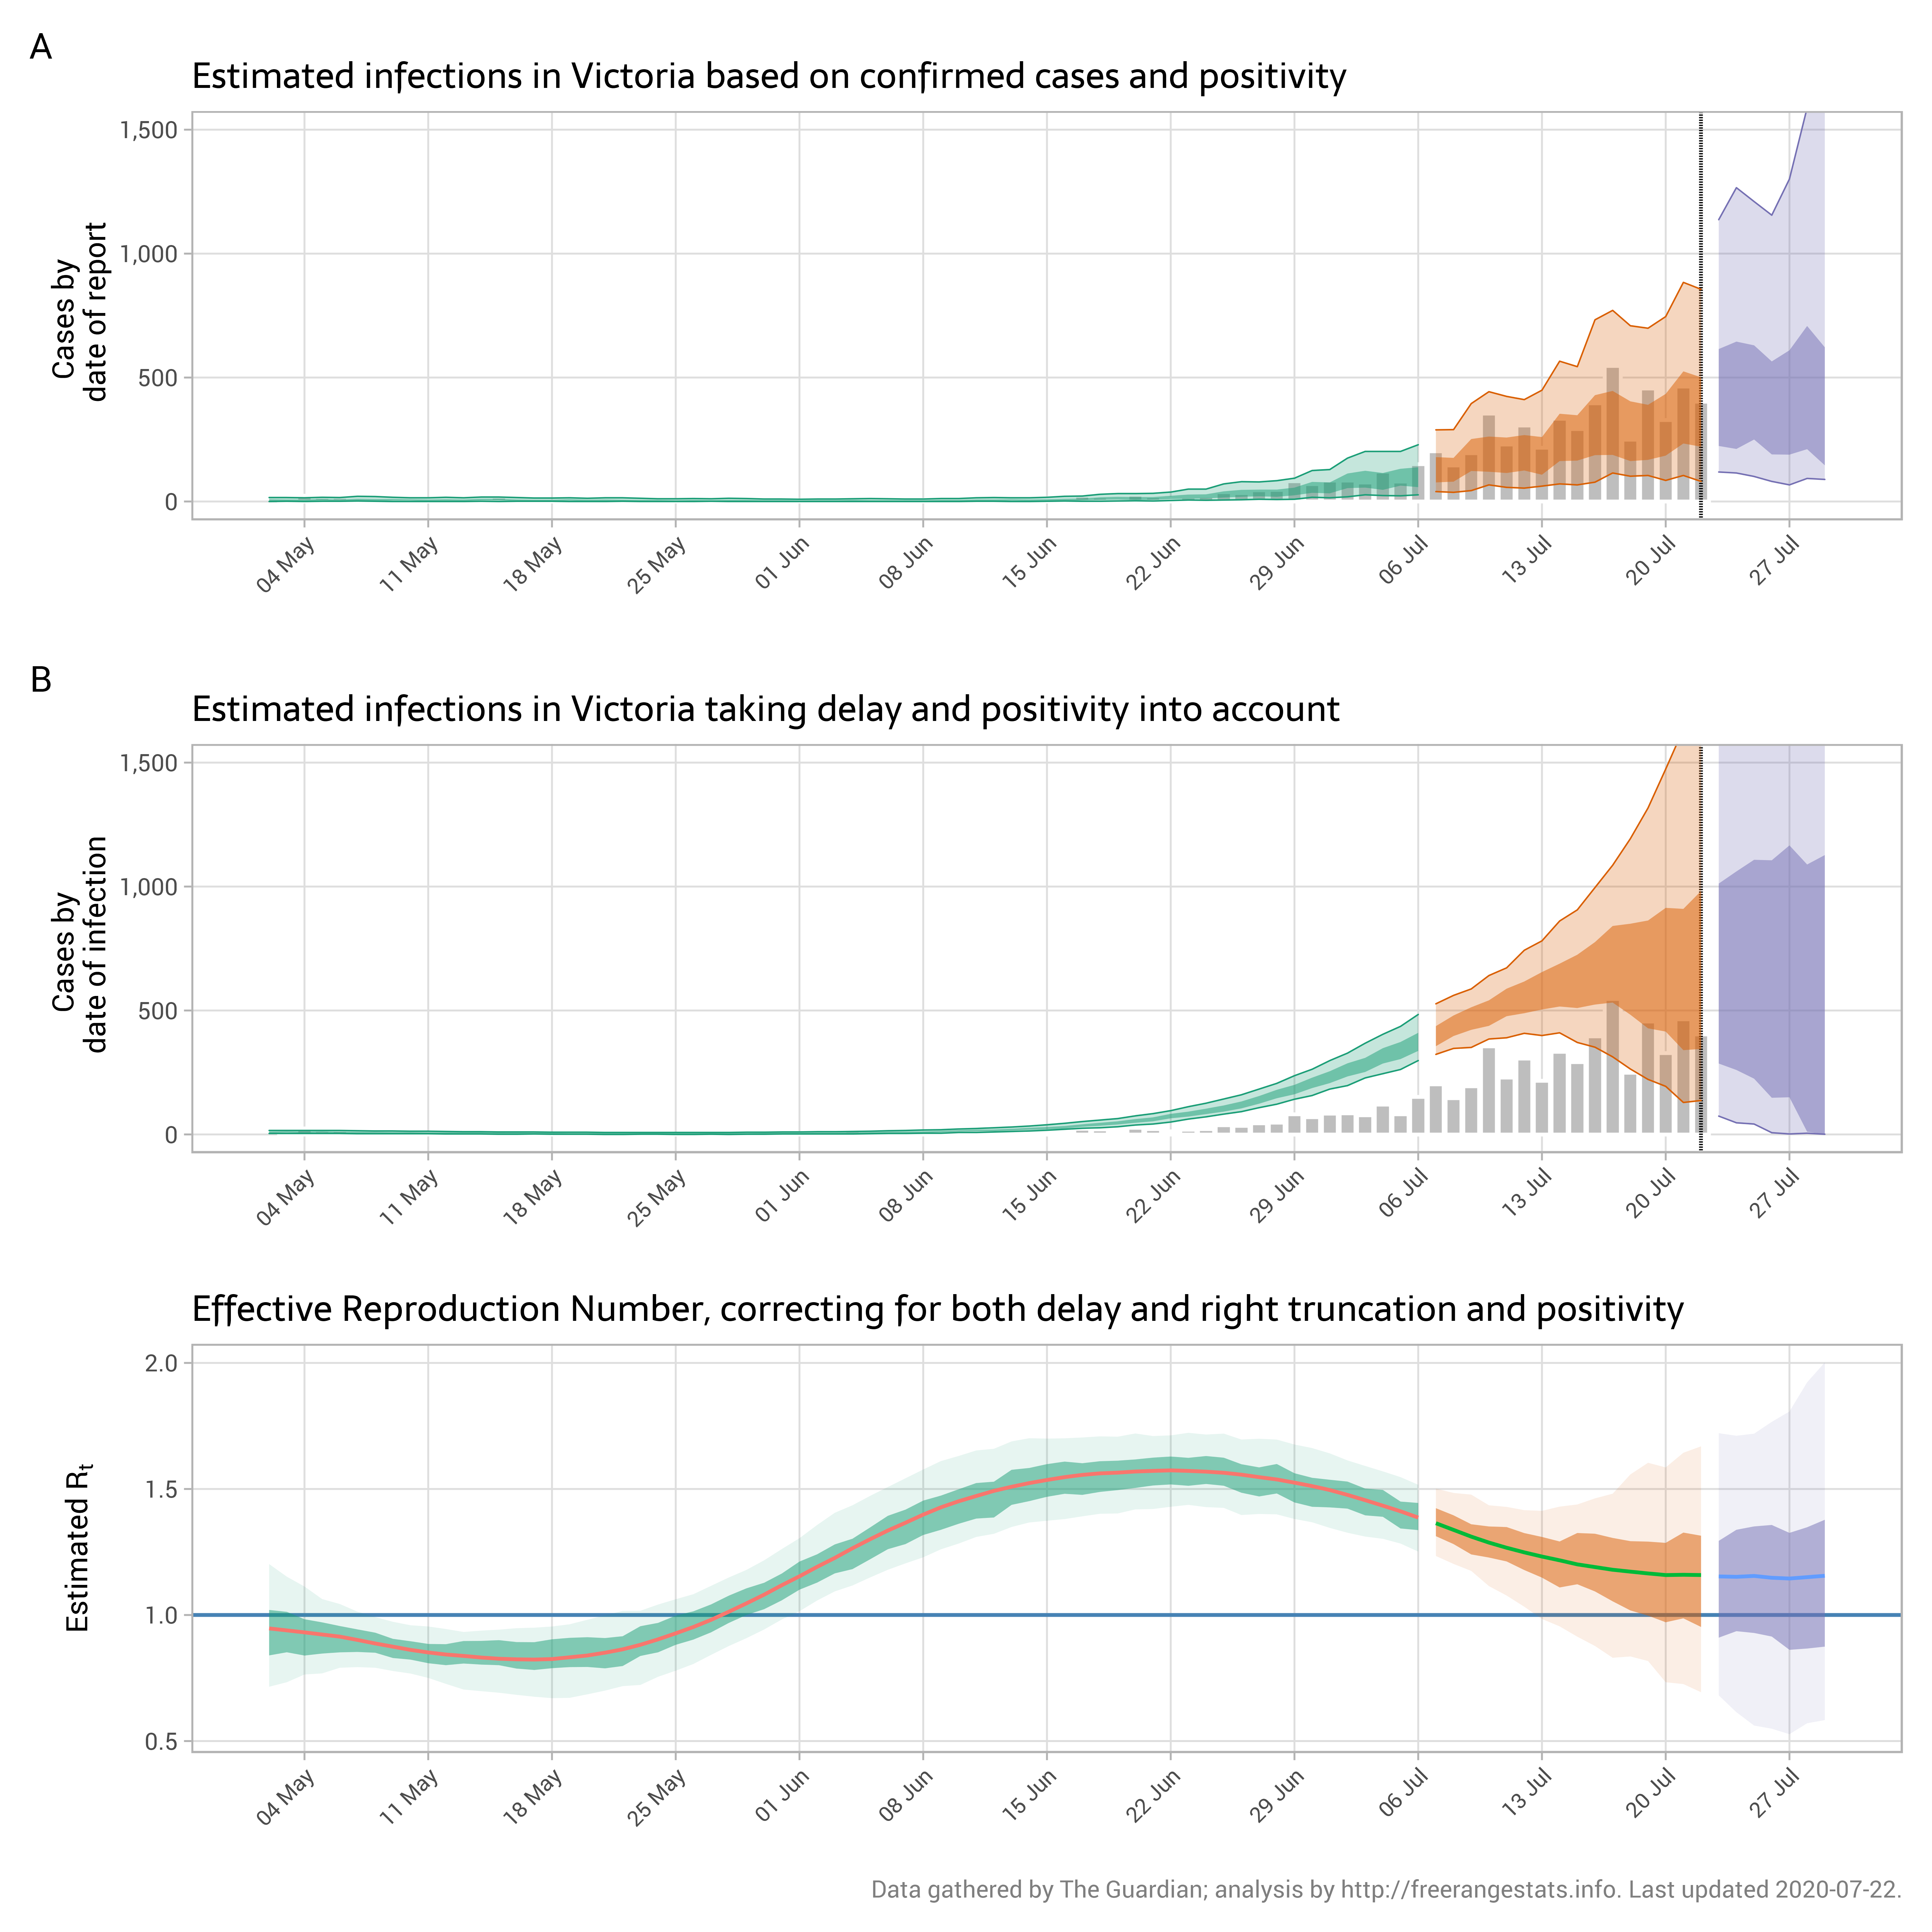 A
Estimated infections in Victoria based on confirmed cases and positivity
Cases by
date of report
1,500
1,000
500
0
04 May
11 May
18 May
25 May
01 Jun
08 Jun
15 Jun
22 Jun
29 Jun
06 Jul
13 Jul
20 Jul
27 Jul
B
Estimated infections in Victoria taking delay and positivity into account
Cases by
date of infection
1,500
1,000
500
0
04 May
11 May
18 May
25 May
01 Jun
08 Jun
15 Jun
22 Jun
29 Jun
06 Jul
13 Jul
20 Jul
27 Jul
Effective Reproduction Number, correcting for both delay and right truncation and positivity
Estimated Rt
2.0
1.5
1.0
0.5
04 May
11 May
18 May
25 May
01 Jun
08 Jun
15 Jun
22 Jun
29 Jun
06 Jul
13 Jul
20 Jul
27 Jul
Data gathered by The Guardian; analysis by http://freerangestats.info. Last updated 2020-07-22.